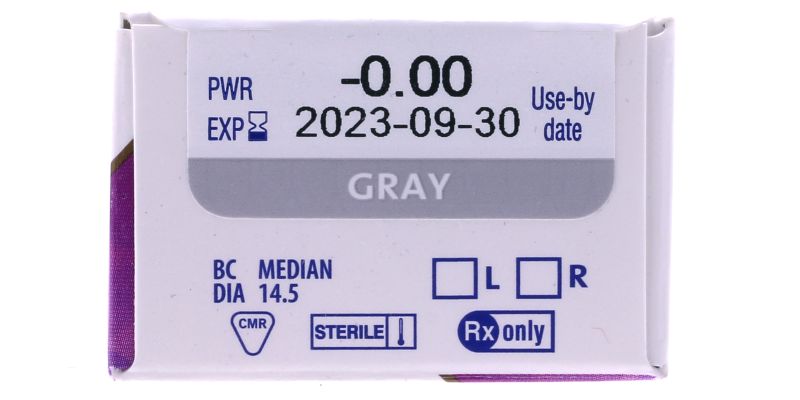 PWR -0.00
EXP 2023-09-30 Use-by date
GRAY
BC MEDIAN L R
DIA 14.5
CMR STERILE Rx only